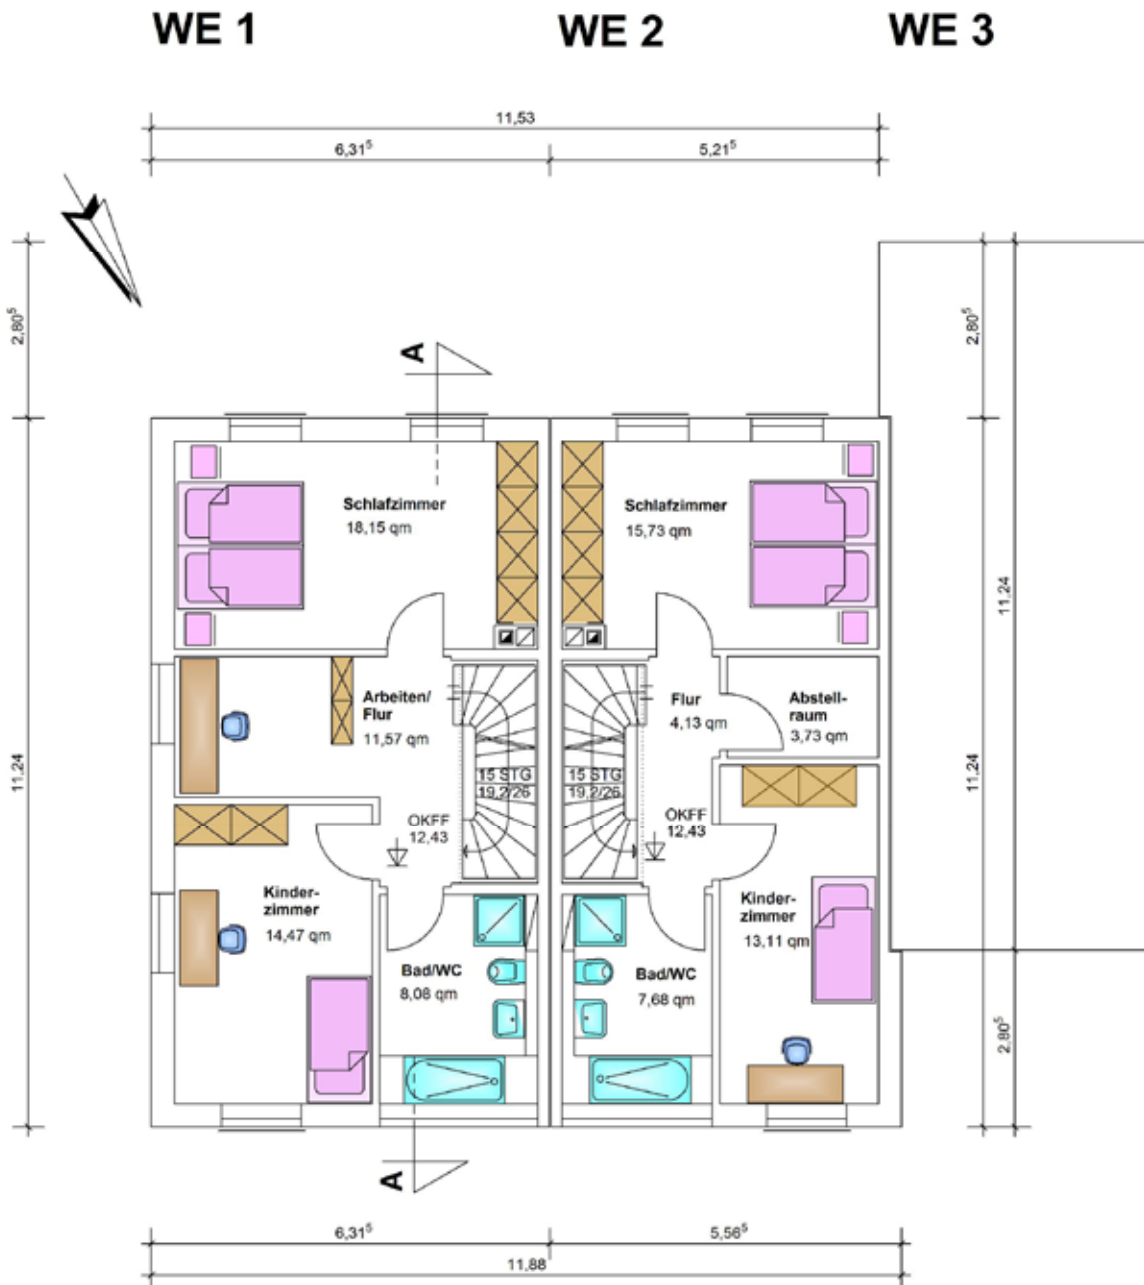 WE 1 WE 2 WE 3
11,53
6,31⁵ 5,21⁵
2,80⁵ 2,80⁵
A
Schlafzimmer
18,15 qm
Schlafzimmer
15,73 qm
11,24
Arbeiten/
Flur
11,57 qm
Flur
4,13 qm
Abstell-
raum
3,73 qm
11,24
11,24
15 STG
19,2/26
15 STG
19,2/26
OKFF
12,43
OKFF
12,43
Kinder-
zimmer
14,47 qm
Kinder-
zimmer
13,11 qm
Bad/WC
8,08 qm
Bad/WC
7,68 qm
2,80⁵
A
6,31⁵ 5,56⁵
11,88